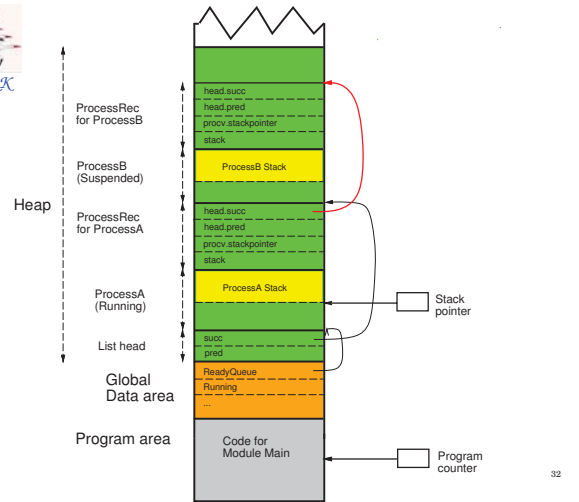 K
head.succ
head.pred
procv.stackpointer
stack
ProcessRec
for ProcessB
ProcessB Stack
ProcessB
(Suspended)
Heap
head.succ
head.pred
procv.stackpointer
stack
ProcessRec
for ProcessA
ProcessA Stack
ProcessA
(Running)
Stack
pointer
succ
pred
List head
ReadyQueue
Running
...
Global
Data area
Program area
Code for
Module Main
Program
counter
32